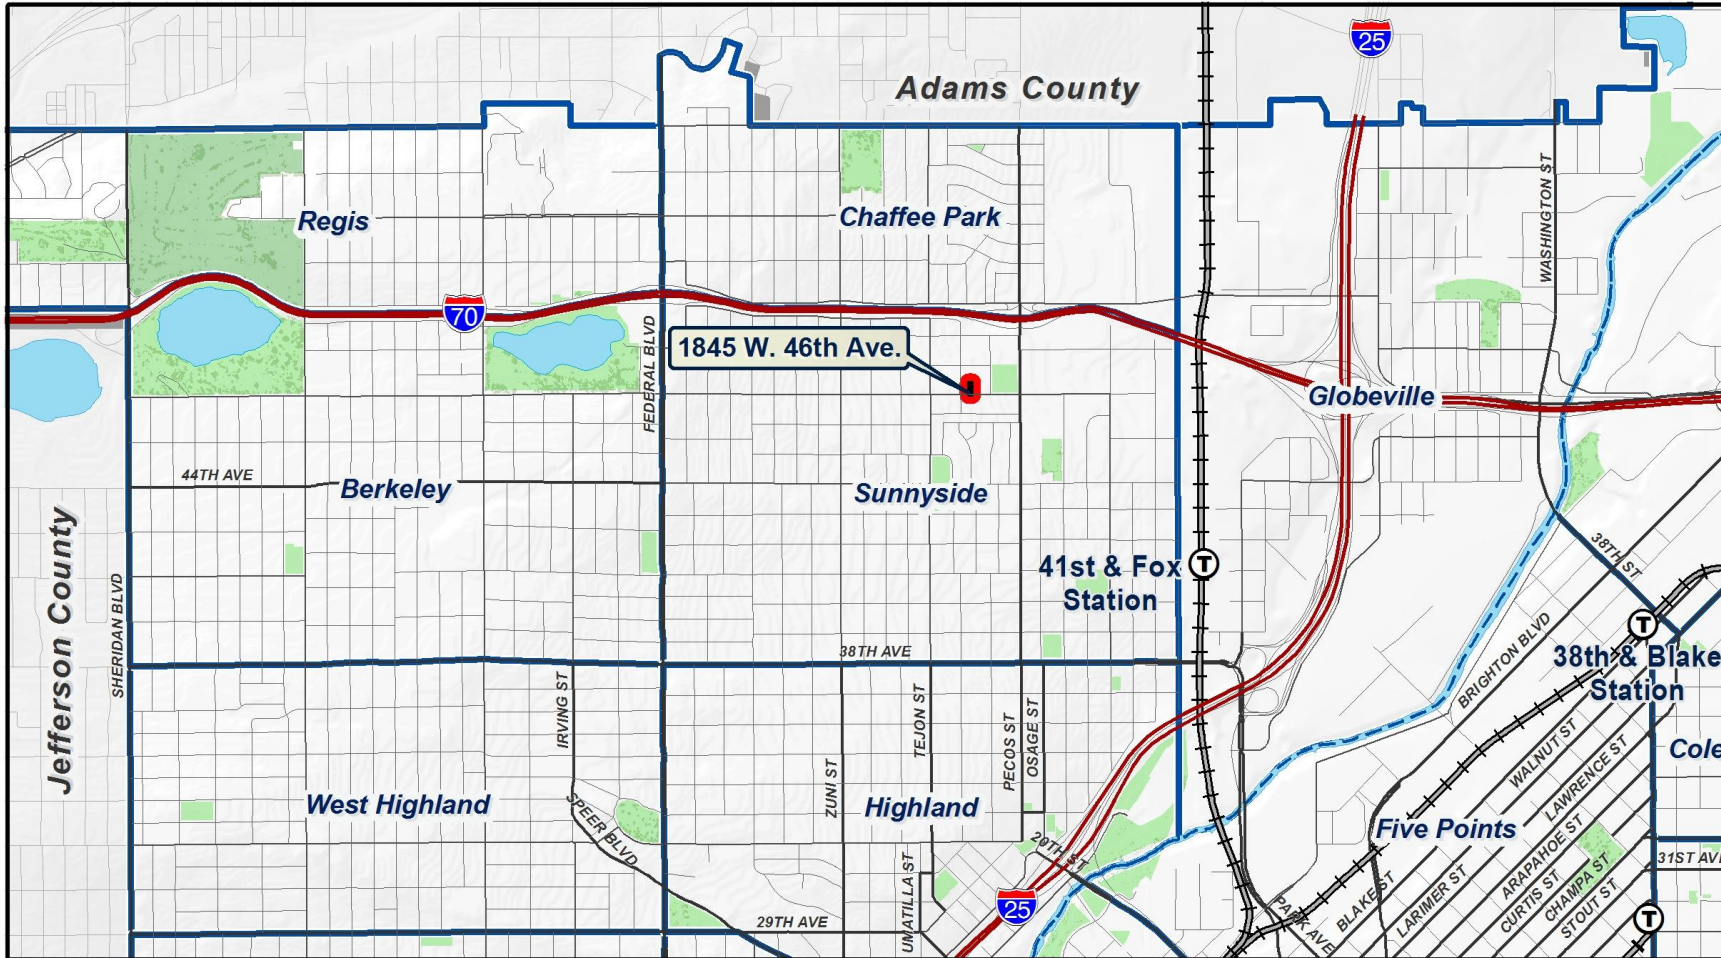 25
Adams County
Regis
Chaffee Park
WASHINGTON ST
70
1845 W. 46th Ave.
FEDERAL BLVD
Globeville
44TH AVE
Berkeley
Sunnyside
Jefferson County
SHERIDAN BLVD
41st & Fox
Station
T
38TH ST
T
38th & Blake
Station
BRIGHTON BLVD
38TH AVE
IRVING ST
TEJON ST
PECOS ST
OSAGE ST
ZUNI ST
WALNUT ST
LAWRENCE ST
Cole
West Highland
SPEER BLVD
Highland
20TH ST
Five Points
ARAPAHOE ST
31ST AVE
CHAMPA ST
CURTIS ST
STOUT ST
LARIMER ST
BLAKE ST
PARK AVE
UMATILLA ST
29TH AVE
25
T